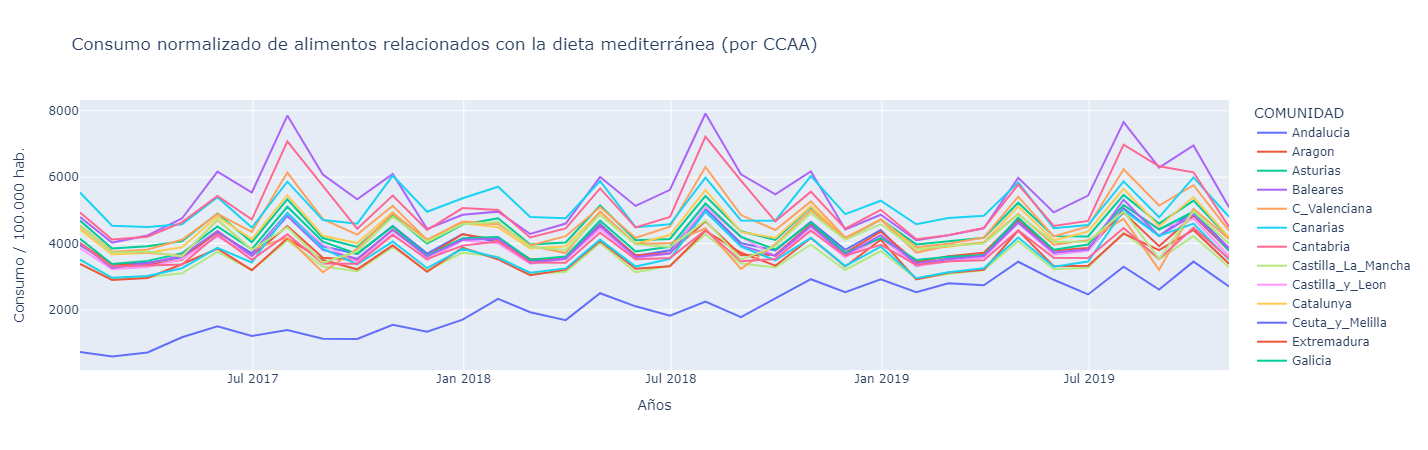 Consumo normalizado de alimentos relacionados con la dieta mediterránea (por CCAA)
COMUNIDAD
Andalucia
Aragon
Asturias
Baleares
C_Valenciana
Canarias
Cantabria
Castilla_La_Mancha
Castilla_y_Leon
Catalunya
Ceuta_y_Melilla
Extremadura
Galicia
Consumo / 100.000 hab.
8000
6000
4000
2000
Jul 2017
Jan 2018
Jul 2018
Jan 2019
Jul 2019
Años